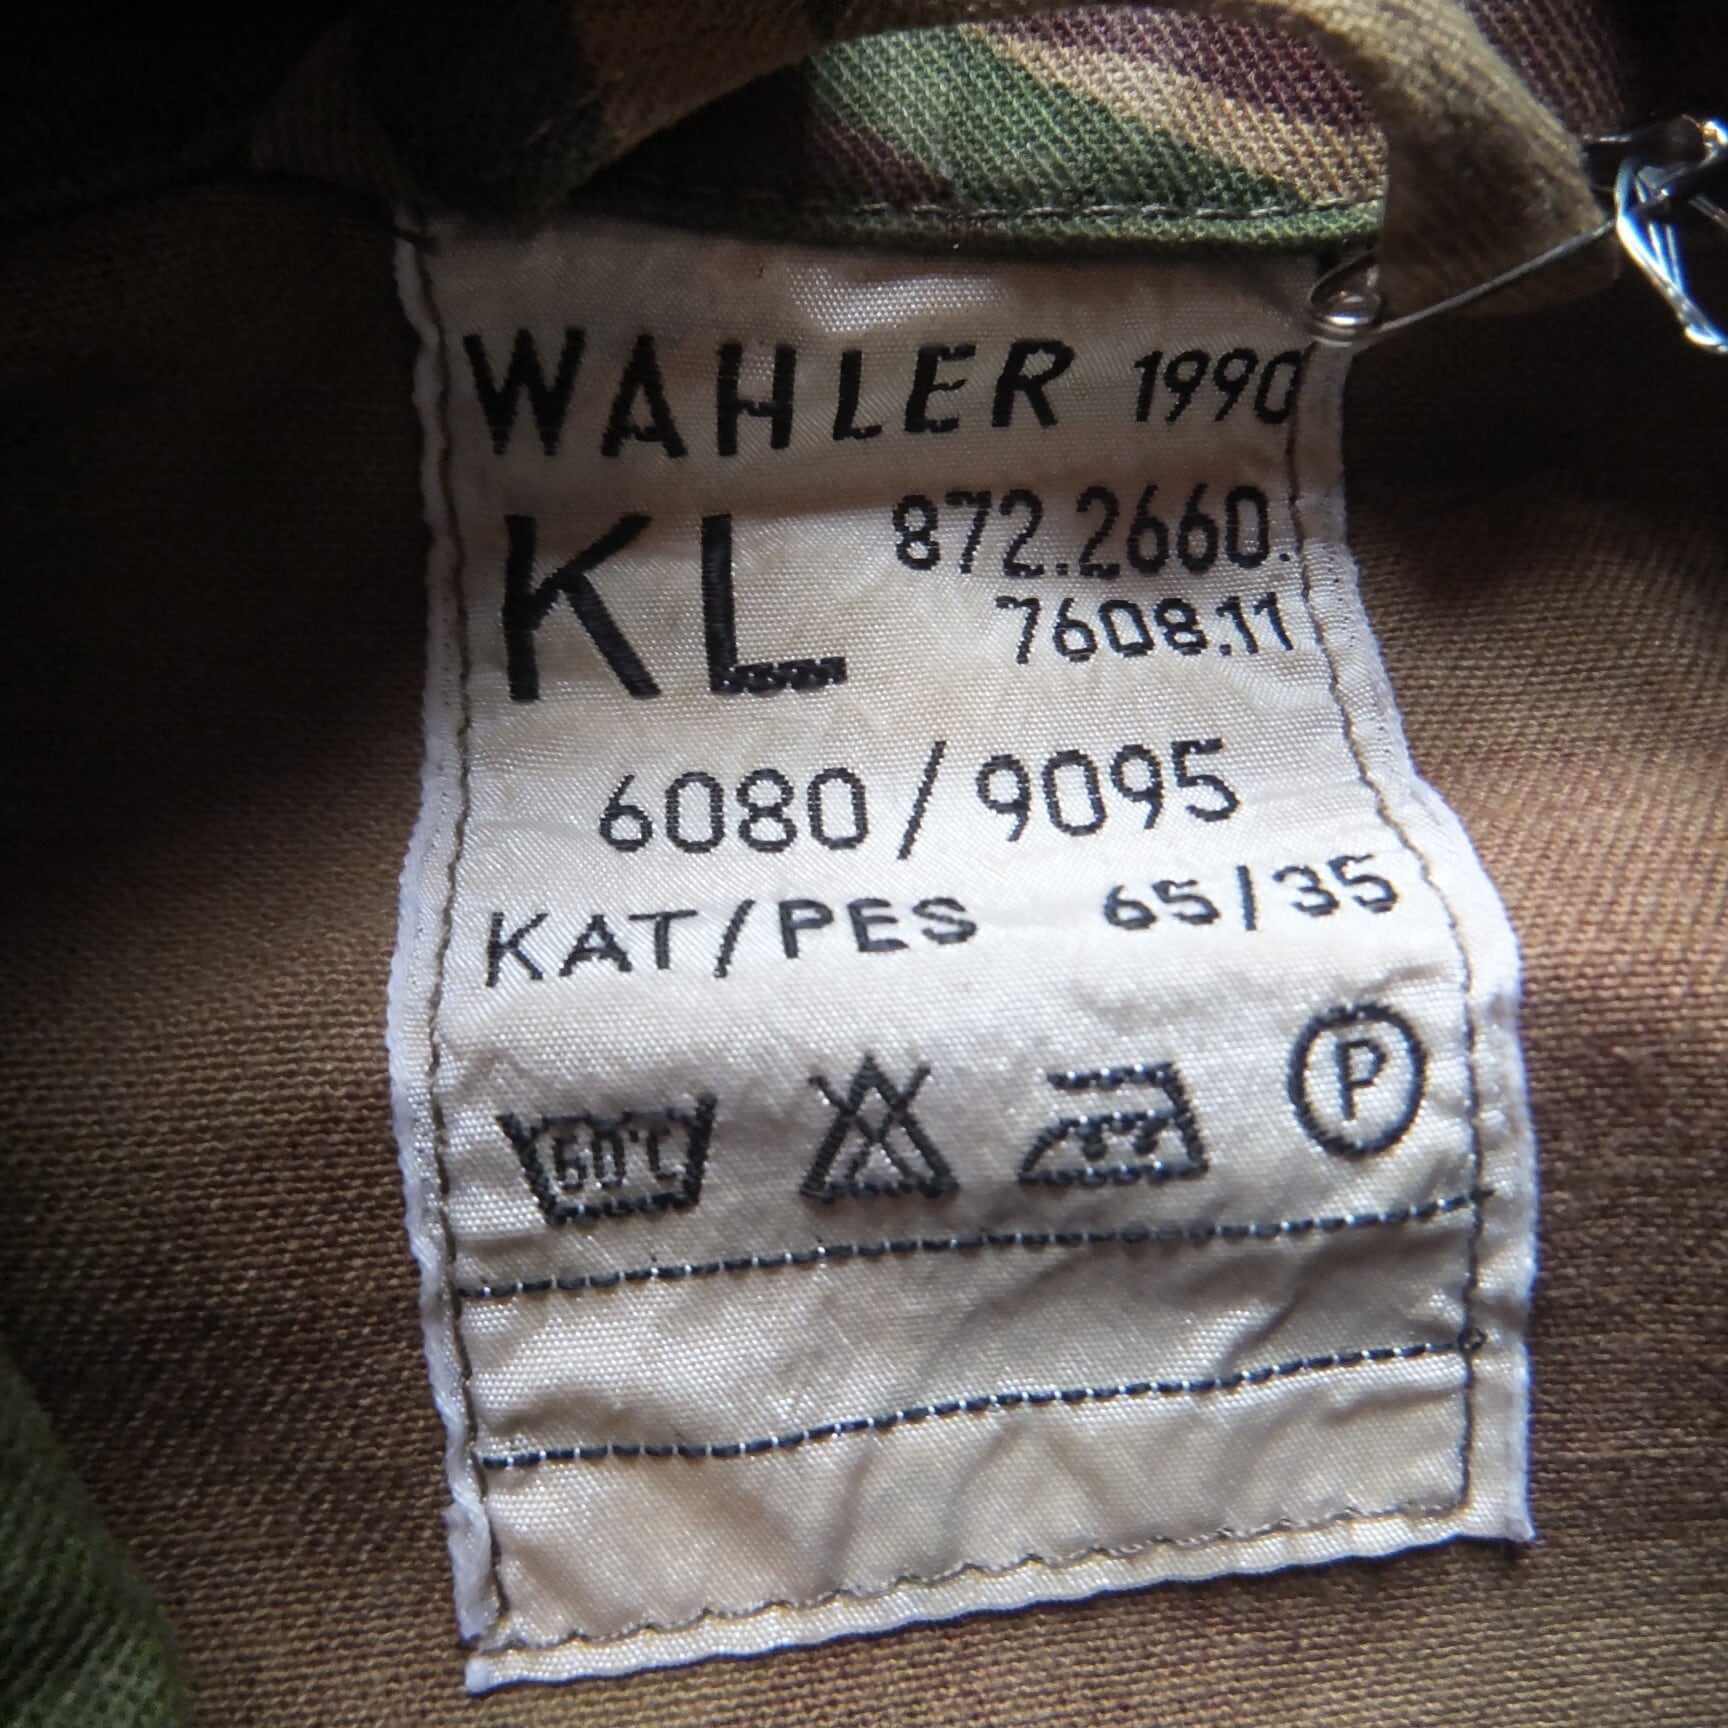 WAHLER 1990
KL 872.2660.
7608.11
6080/9095
KAT/PES 65/35
60°C
P